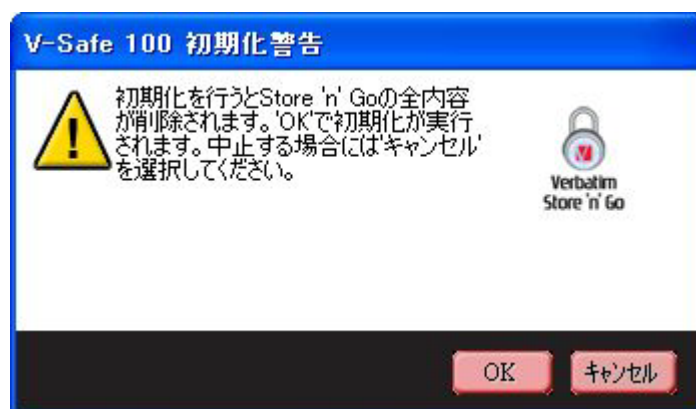 V-Safe 100 初期化警告
初期化を行うとStore 'n' Goの全内容
が削除されます。'OK'で初期化が実行
されます。中止する場合には'キャンセル'
を選択してください。
Verbatim
Store 'n' Go
OK
キャンセル